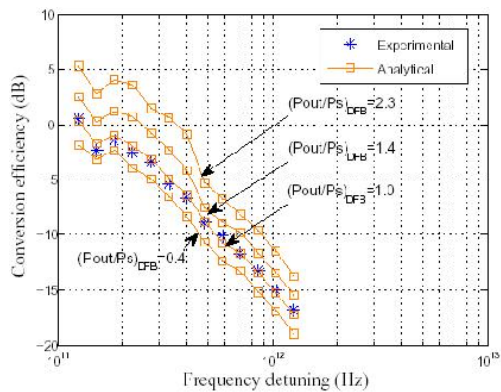 10
5
0
−5
−10
−15
−20
Conversion efficiency (dB)
Experimental
Analytical
(Pout/Ps)DFB=2.3
(Pout/Ps)DFB=1.4
(Pout/Ps)DFB=1.0
(Pout/Ps)DFB=0.4
10^11
10^12
10^13
Frequency detuning (Hz)